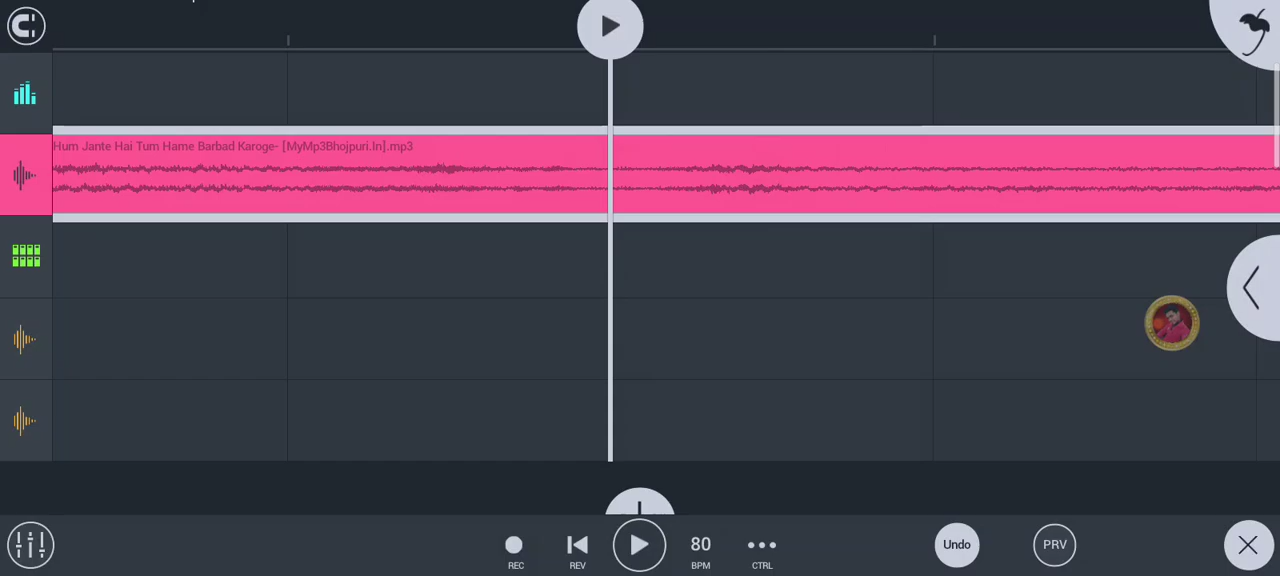 Hum Jante Hai Tum Hame Barbad Karoge- [MyMp3Bhojpuri.In].mp3
80
Undo
PRV
REC
REV
BPM
CTRL